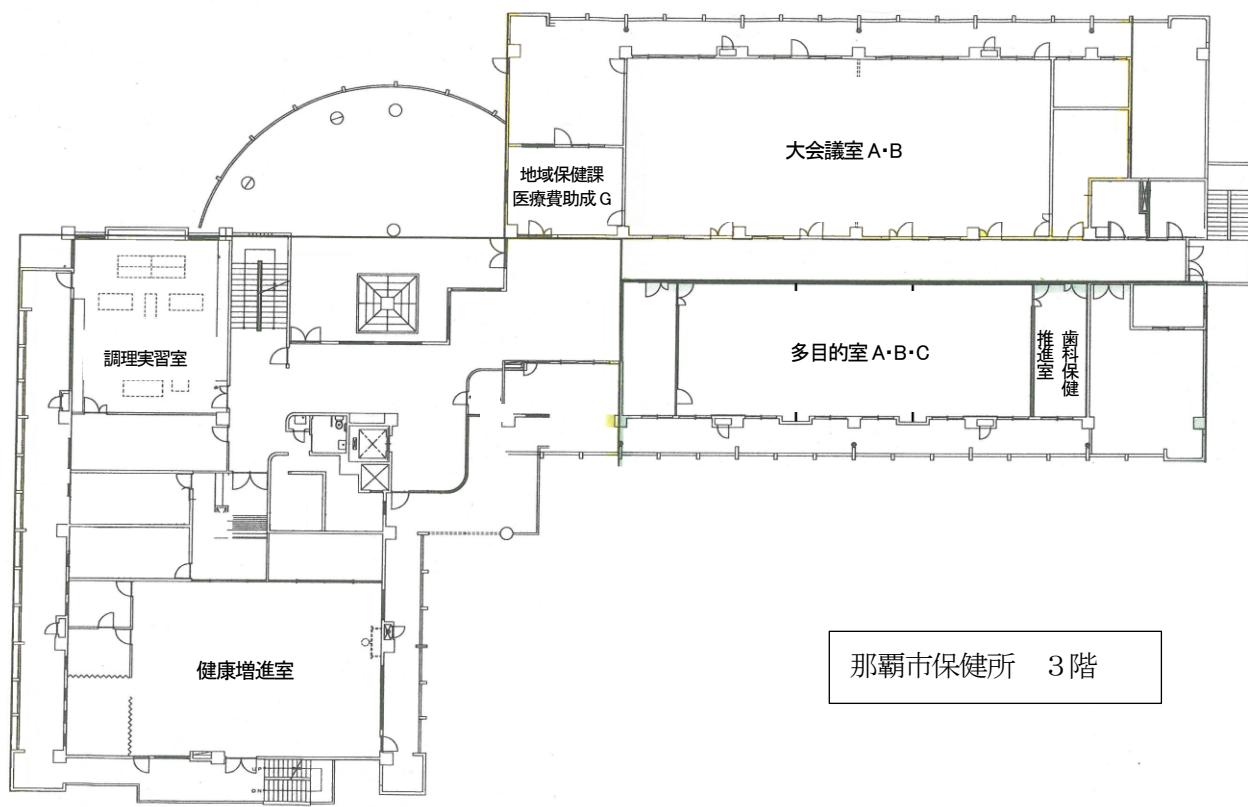 大会議室 A・B
地域保健課
医療費助成 G
調理実習室
多目的室 A・B・C
歯科保健
推進室
健康増進室
那覇市保健所　3階
UP
DN